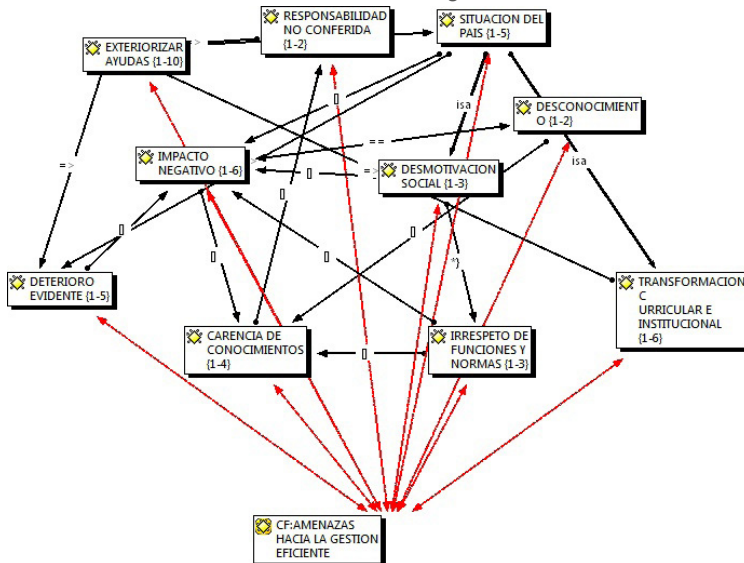 RESPONSABILIDAD
NO CONFERIDA
{1-2}
SITUACION DEL
PAIS {1-5}
EXTERIORIZAR
AYUDAS {1-10}
=>
[]
isa
DESCONOCIMIENT
O {1-2}
==
isa
IMPACTO
NEGATIVO {1-6}
=>
[]
=>
DESMOTIVACION
SOCIAL {1-3}
[]
[]
[]
[]
[]
*}
DETERIORO
EVIDENTE {1-5}
TRANSFORMACION
C
URRICULAR E
INSTITUCIONAL
{1-6}
CARENCIA DE
CONOCIMIENTOS
{1-4}
[]
IRRESPETO DE
FUNCIONES Y
NORMAS {1-3}
CF:AMENAZAS
HACIA LA GESTION
EFICIENTE